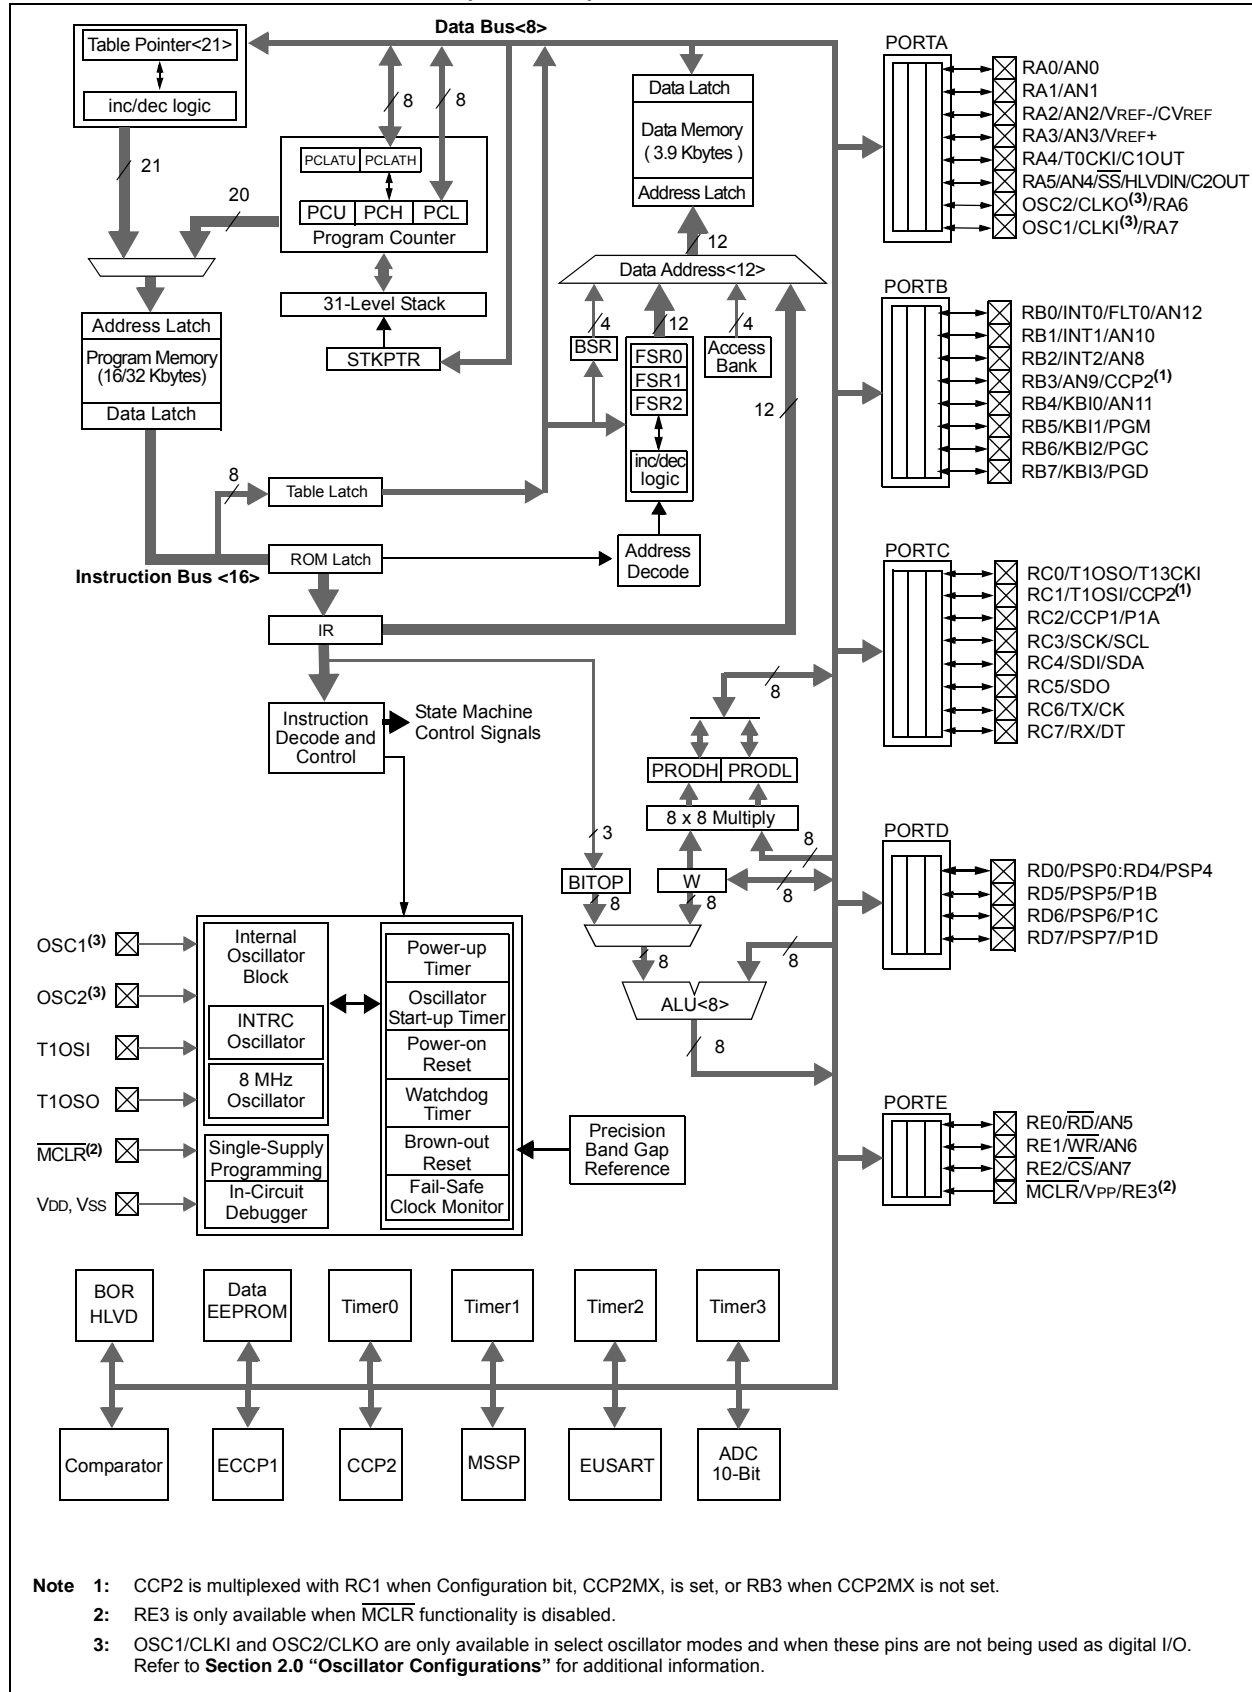 Data Bus<8>
Table Pointer<21>
inc/dec logic
21
8
8
PCLATU PCLATH
20
PCU PCH PCL
Program Counter
31-Level Stack
STKPTR
Address Latch
Program Memory
(16/32 Kbytes)
Data Latch
8
Table Latch
ROM Latch
Instruction Bus <16>
IR
Data Latch
Data Memory
( 3.9 Kbytes )
Address Latch
12
Data Address<12>
4
12
4
BSR
FSR0
FSR1
FSR2
inc/dec
logic
Access
Bank
12
Address
Decode
Instruction
Decode and
Control
State Machine
Control Signals
8
PRODH PRODL
8 x 8 Multiply
3
8
BITOP
W
8
8
8
8
8
ALU<8>
8
OSC1(3)
OSC2(3)
T1OSI
T1OSO
MCLR(2)
VDD, VSS
Internal
Oscillator
Block
INTRC
Oscillator
8 MHz
Oscillator
Single-Supply
Programming
In-Circuit
Debugger
Power-up
Timer
Oscillator
Start-up Timer
Power-on
Reset
Watchdog
Timer
Brown-out
Reset
Fail-Safe
Clock Monitor
Precision
Band Gap
Reference
PORTA
RA0/AN0
RA1/AN1
RA2/AN2/VREF-/CVREF
RA3/AN3/VREF+
RA4/T0CKI/C1OUT
RA5/AN4/SS/HLVDIN/C2OUT
OSC2/CLKO(3)/RA6
OSC1/CLKI(3)/RA7
PORTB
RB0/INT0/FLT0/AN12
RB1/INT1/AN10
RB2/INT2/AN8
RB3/AN9/CCP2(1)
RB4/KBI0/AN11
RB5/KBI1/PGM
RB6/KBI2/PGC
RB7/KBI3/PGD
PORTC
RC0/T1OSO/T13CKI
RC1/T1OSI/CCP2(1)
RC2/CCP1/P1A
RC3/SCK/SCL
RC4/SDI/SDA
RC5/SDO
RC6/TX/CK
RC7/RX/DT
PORTD
RD0/PSP0:RD4/PSP4
RD5/PSP5/P1B
RD6/PSP6/P1C
RD7/PSP7/P1D
PORTE
RE0/RD/AN5
RE1/WR/AN6
RE2/CS/AN7
MCLR/VPP/RE3(2)
BOR
HLVD
Data
EEPROM
Timer0
Timer1
Timer2
Timer3
Comparator
ECCP1
CCP2
MSSP
EUSART
ADC
10-Bit
Note 1: CCP2 is multiplexed with RC1 when Configuration bit, CCP2MX, is set, or RB3 when CCP2MX is not set.
2: RE3 is only available when MCLR functionality is disabled.
3: OSC1/CLKI and OSC2/CLKO are only available in select oscillator modes and when these pins are not being used as digital I/O.
Refer to Section 2.0 “Oscillator Configurations” for additional information.